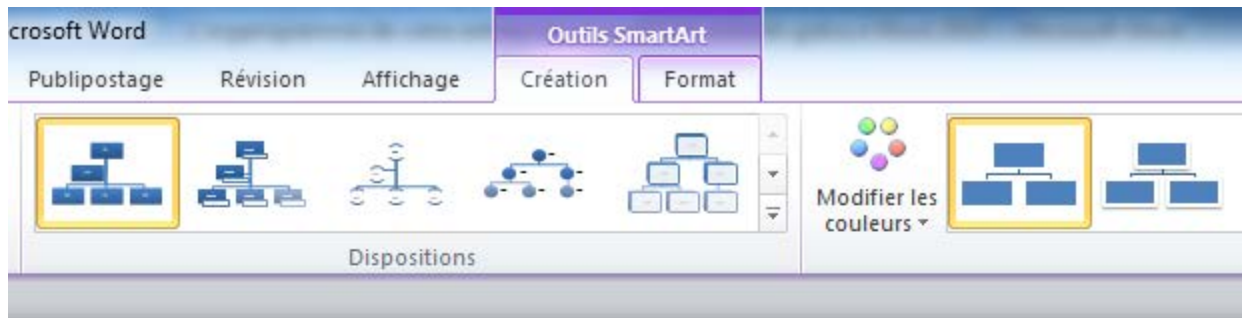 crosoft Word
Outils SmartArt
Publipostage Révision Affichage Création Format
Modifier les
couleurs
Dispositions